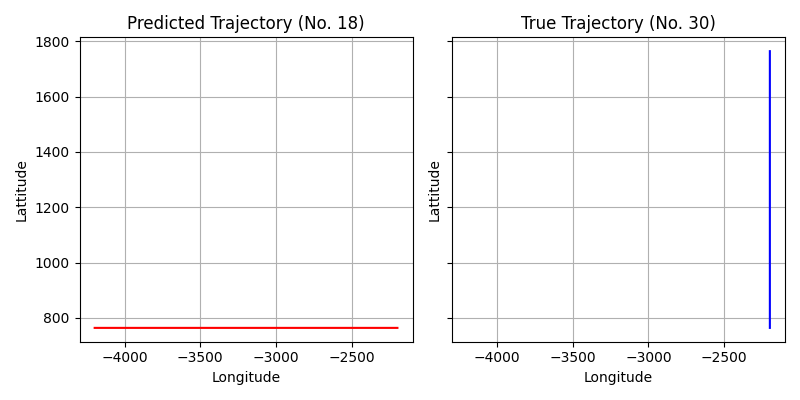 Predicted Trajectory (No. 18)
True Trajectory (No. 30)
1800
1600
1400
1200
1000
800
Lattitude
Lattitude
−4000 −3500 −3000 −2500
−4000 −3500 −3000 −2500
Longitude
Longitude